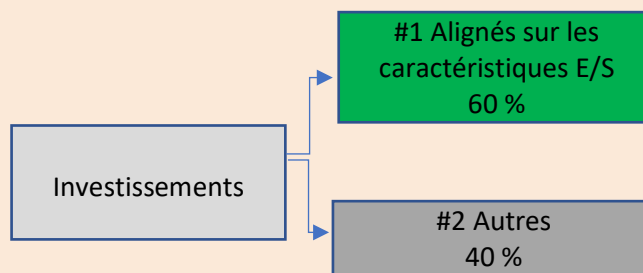 #1 Alignés sur les
caractéristiques E/S
60 %
Investissements
#2 Autres
40 %